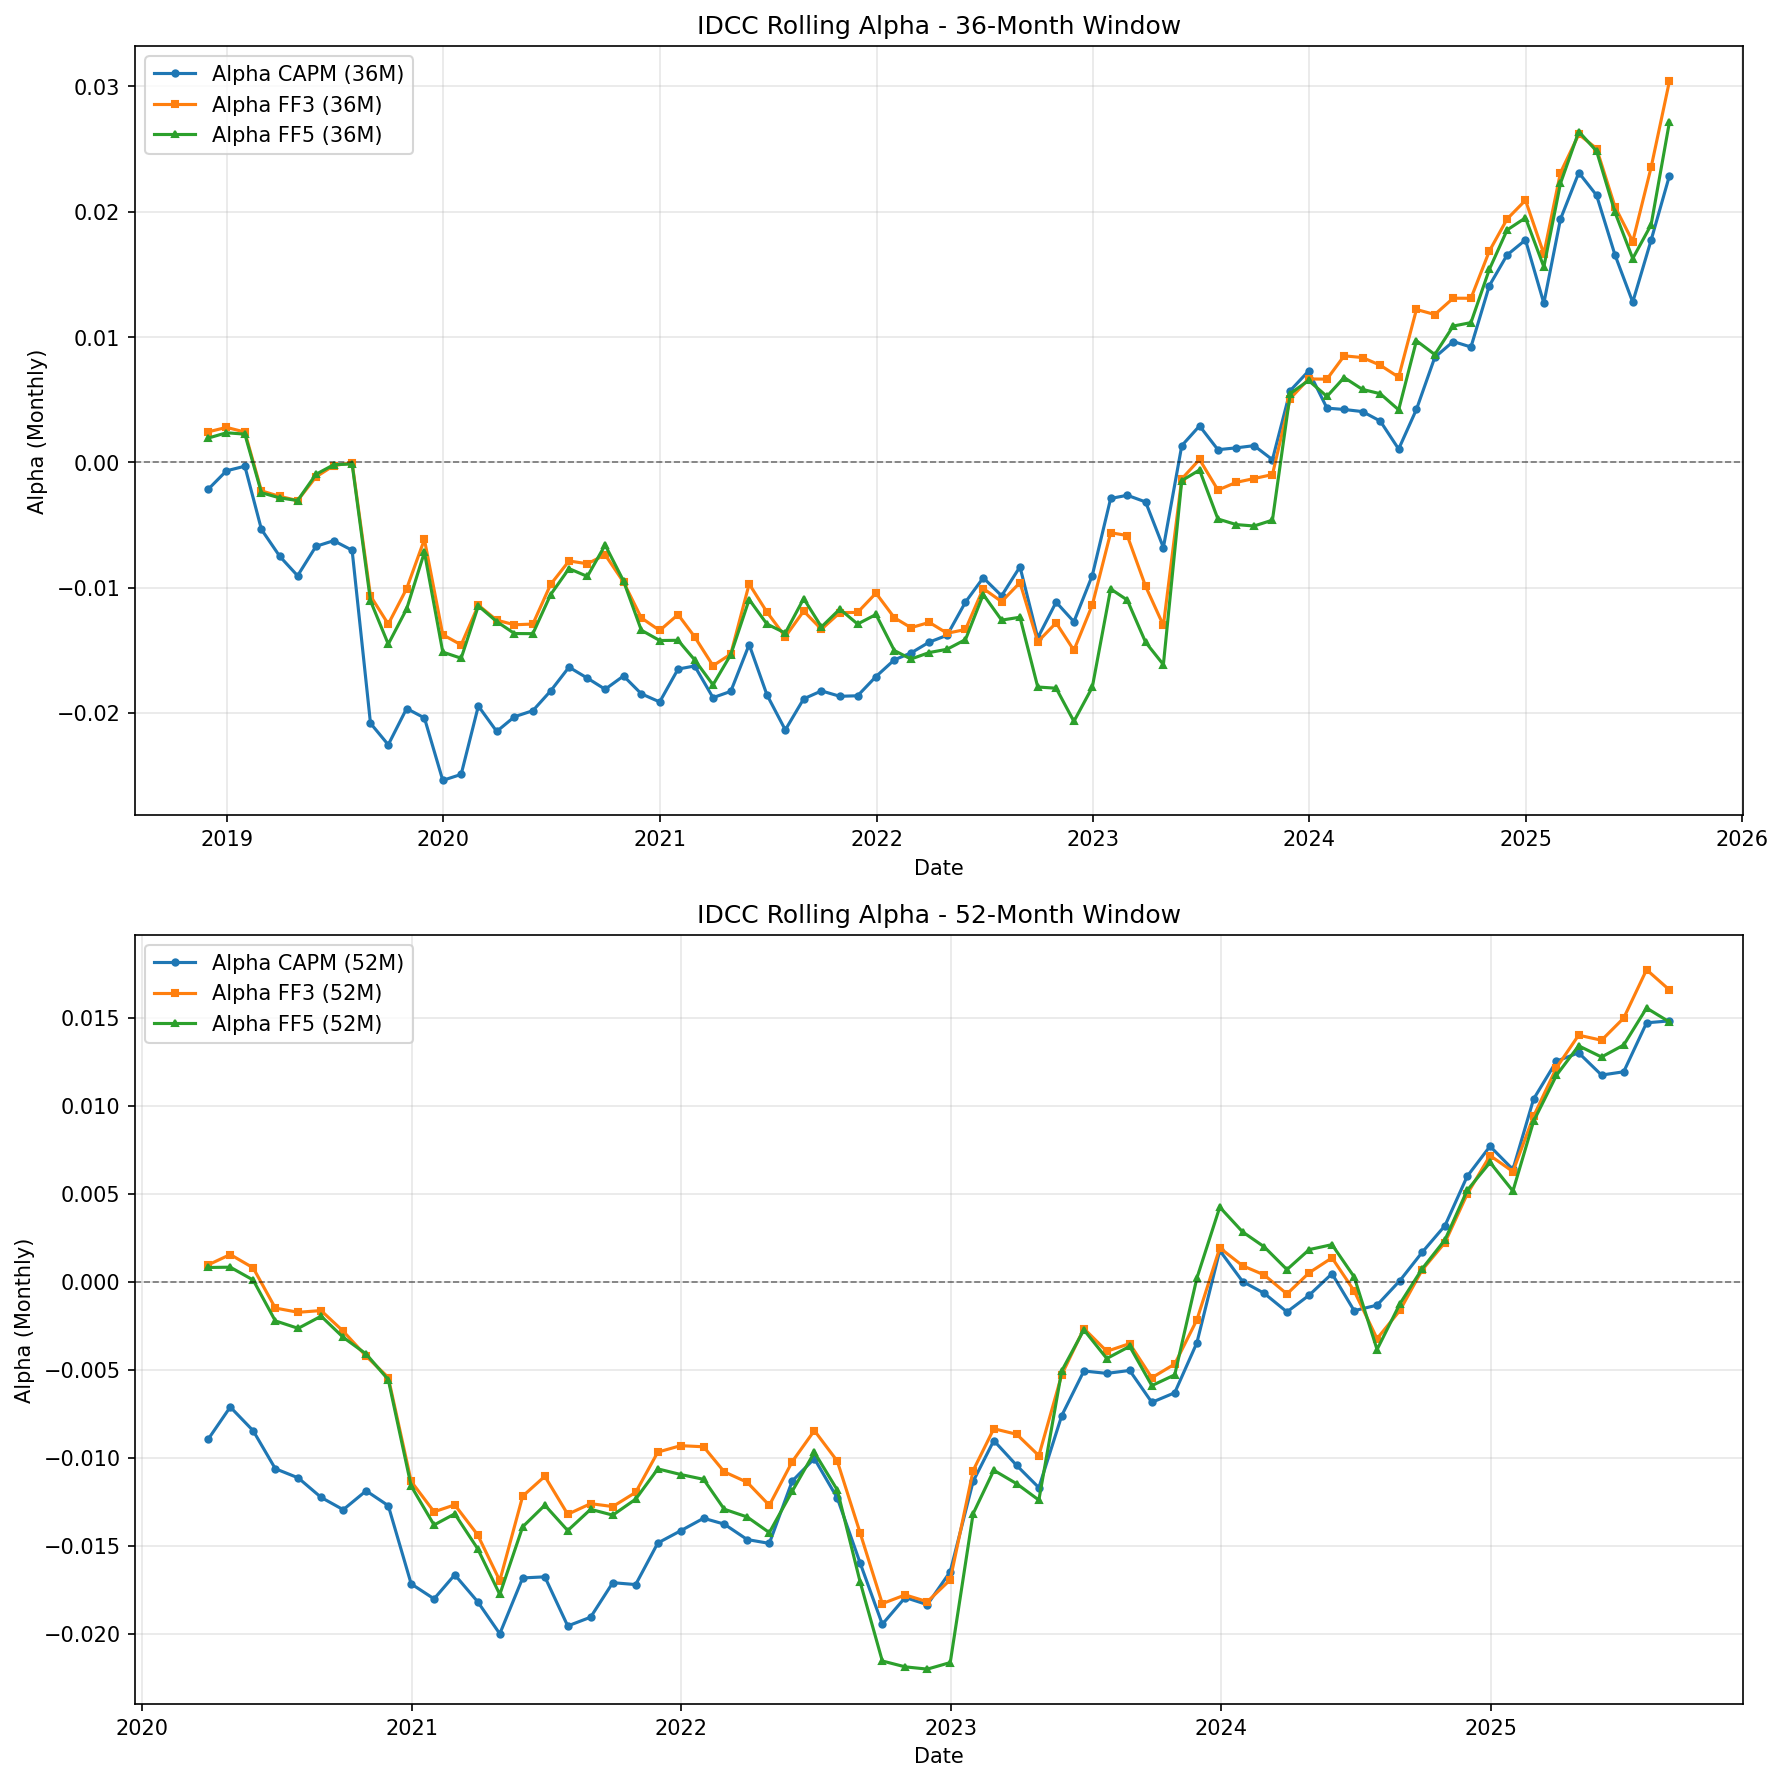 IDCC Rolling Alpha - 36-Month Window
Alpha CAPM (36M)
Alpha FF3 (36M)
Alpha FF5 (36M)
Alpha (Monthly)
0.03
0.02
0.01
0.00
−0.01
−0.02
2019 2020 2021 2022 2023 2024 2025 2026
Date
IDCC Rolling Alpha - 52-Month Window
Alpha CAPM (52M)
Alpha FF3 (52M)
Alpha FF5 (52M)
Alpha (Monthly)
0.015
0.010
0.005
0.000
−0.005
−0.010
−0.015
−0.020
2020 2021 2022 2023 2024 2025
Date